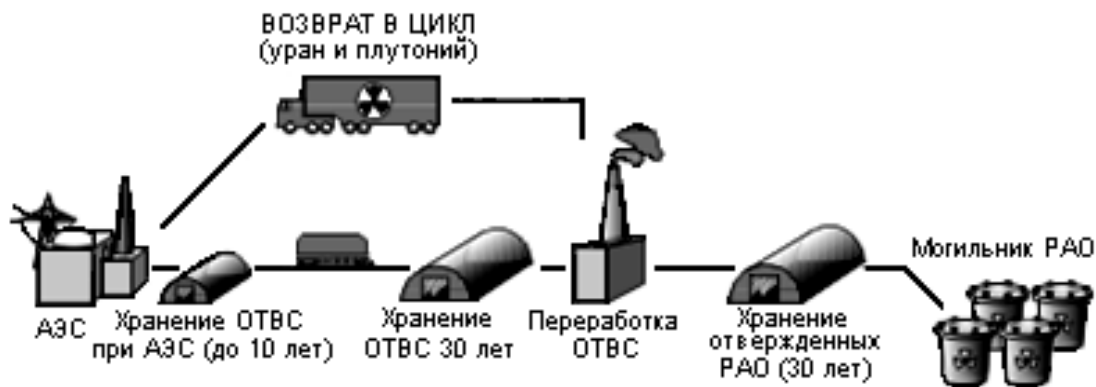 ВОЗВРАТ В ЦИКЛ
(уран и плутоний)
АЭС
Хранение ОТВС
при АЭС (до 10 лет)
Хранение
ОТВС 30 лет
Переработка
ОТВС
Хранение
отвержденных
РАО (30 лет)
Могильник РАО